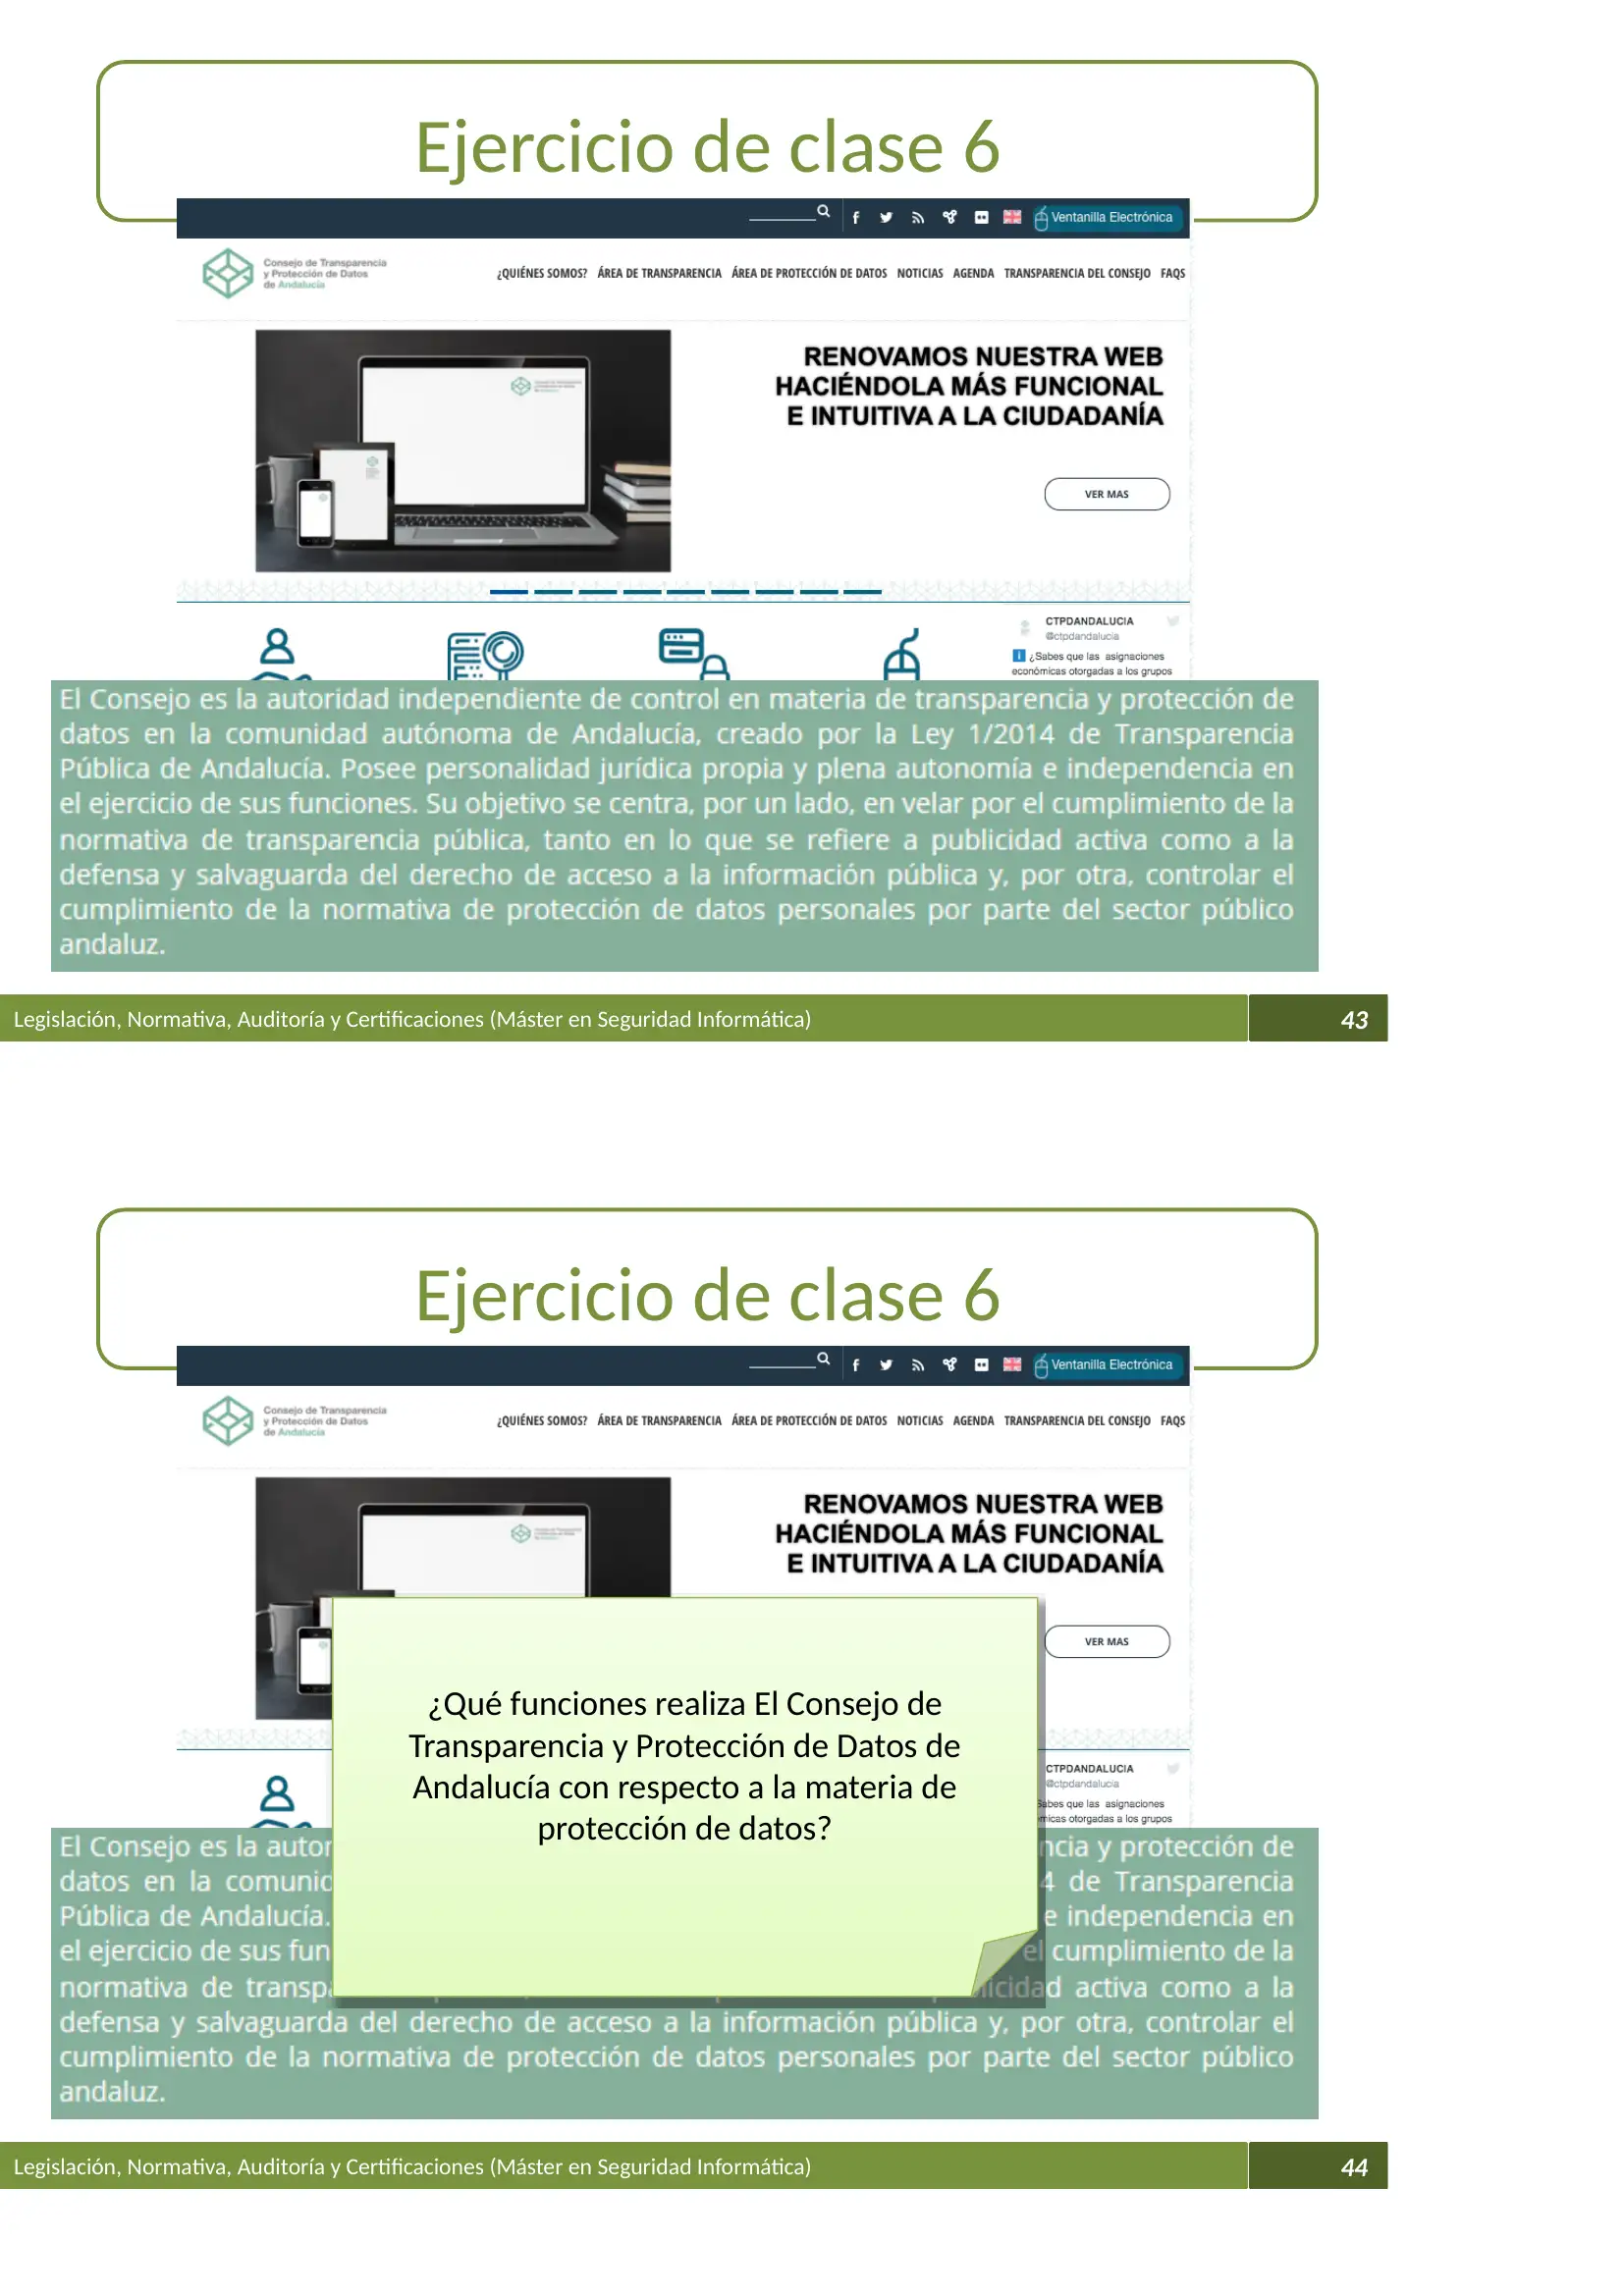 Ejercicio de clase 6
Ventanilla Electrónica
Consejo de Transparencia
y Protección de Datos
de Andalucía
¿QUIÉNES SOMOS? ÁREA DE TRANSPARENCIA ÁREA DE PROTECCIÓN DE DATOS NOTICIAS AGENDA TRANSPARENCIA DEL CONSEJO FAQS
RENOVAMOS NUESTRA WEB
HACIÉNDOLA MÁS FUNCIONAL
E INTUITIVA A LA CIUDADANÍA
VER MAS
CTPDANDALUCIA
@ctpdandalucia
¿Sabes que las asignaciones
económicas otorgadas a los grupos
El Consejo es la autoridad independiente de control en materia de transparencia y protección de
datos en la comunidad autónoma de Andalucía, creado por la Ley 1/2014 de Transparencia
Pública de Andalucía. Posee personalidad jurídica propia y plena autonomía e independencia en
el ejercicio de sus funciones. Su objetivo se centra, por un lado, en velar por el cumplimiento de la
normativa de transparencia pública, tanto en lo que se refiere a publicidad activa como a la
defensa y salvaguarda del derecho de acceso a la información pública y, por otra, controlar el
cumplimiento de la normativa de protección de datos personales por parte del sector público
andaluz.
Legislación, Normativa, Auditoría y Certificaciones (Máster en Seguridad Informática)
43
Ejercicio de clase 6
Ventanilla Electrónica
Consejo de Transparencia
y Protección de Datos
de Andalucía
¿QUIÉNES SOMOS? ÁREA DE TRANSPARENCIA ÁREA DE PROTECCIÓN DE DATOS NOTICIAS AGENDA TRANSPARENCIA DEL CONSEJO FAQS
RENOVAMOS NUESTRA WEB
HACIÉNDOLA MÁS FUNCIONAL
E INTUITIVA A LA CIUDADANÍA
VER MAS
¿Qué funciones realiza El Consejo de
Transparencia y Protección de Datos de
Andalucía con respecto a la materia de
protección de datos?
CTPDANDALUCIA
@ctpdandalucia
Sabes que las asignaciones
micas otorgadas a los grupos
El Consejo es la autor ncia y protección de
datos en la comunid 4 de Transparencia
Pública de Andalucía. e independencia en
el ejercicio de sus fun el cumplimiento de la
normativa de transp licidad activa como a la
defensa y salvaguarda del derecho de acceso a la información pública y, por otra, controlar el
cumplimiento de la normativa de protección de datos personales por parte del sector público
andaluz.
Legislación, Normativa, Auditoría y Certificaciones (Máster en Seguridad Informática)
44